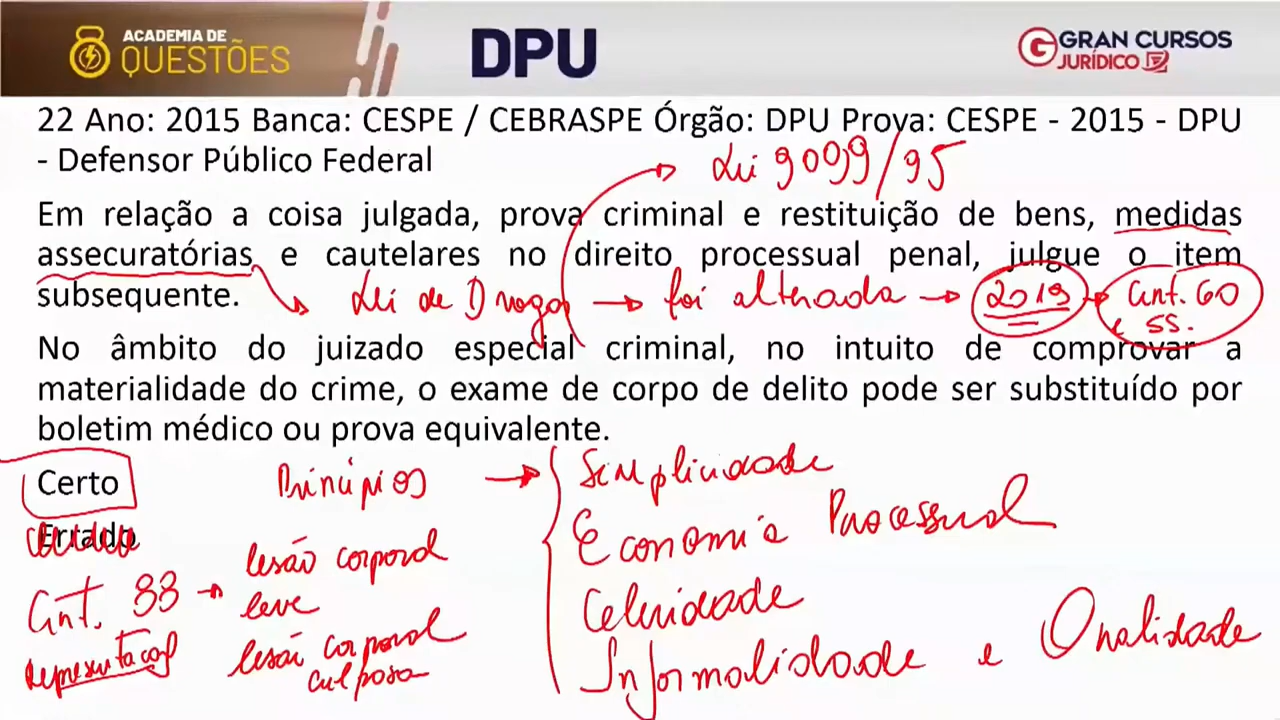 ACADEMIA DE
QUESTÕES
DPU
GRAN CURSOS
JURÍDICO
22 Ano: 2015 Banca: CESPE / CEBRASPE Órgão: DPU Prova: CESPE - 2015 - DPU
- Defensor Público Federal
Lei 9099/95
Em relação a coisa julgada, prova criminal e restituição de bens, medidas
assecuratórias e cautelares no direito processual penal, julgue o item
subsequente.
Lei de Drogas → foi alterada → 2019 → Art. 60
e ss.
No âmbito do juizado especial criminal, no intuito de comprovar a
materialidade do crime, o exame de corpo de delito pode ser substituído por
boletim médico ou prova equivalente.
Certo
Errado
Princípios → Simplicidade
Economia Processual
Celeridade
Informalidade e Oralidade
Art. 88 → lesão corporal
leve
representação
lesão corporal
culposa